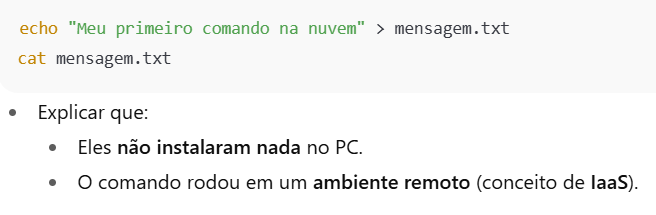 echo "Meu primeiro comando na nuvem" > mensagem.txt
cat mensagem.txt
• Explicar que:
• Eles não instalaram nada no PC.
• O comando rodou em um ambiente remoto (conceito de IaaS).